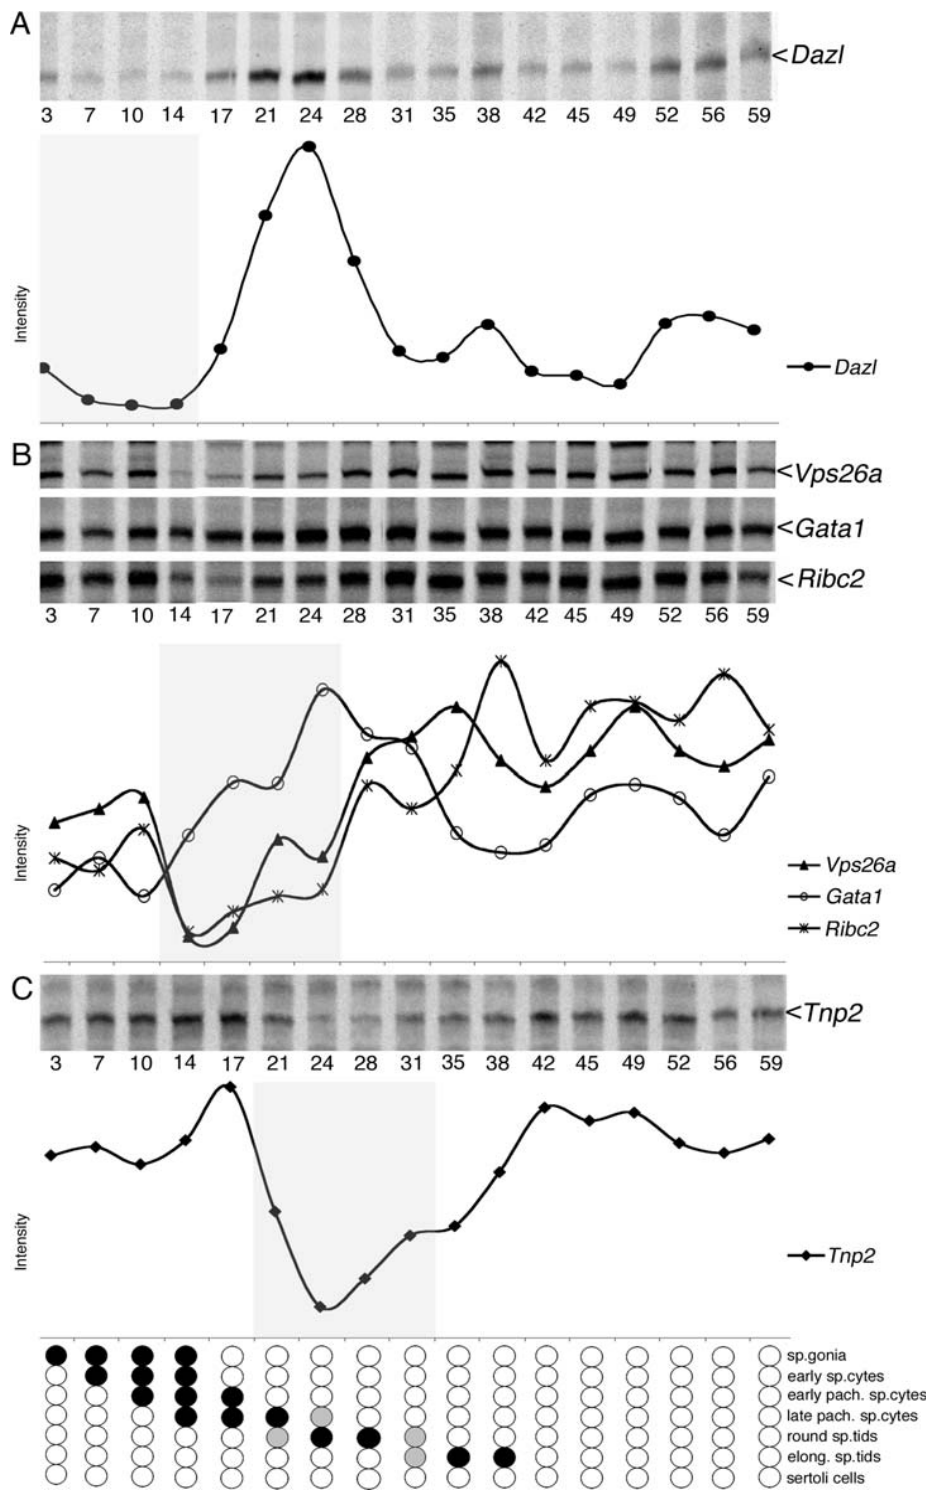 A
<Dazl
3 7 10 14 17 21 24 28 31 35 38 42 45 49 52 56 59
Intensity
Dazl
B
<Vps26a
<Gata1
<Ribc2
3 7 10 14 17 21 24 28 31 35 38 42 45 49 52 56 59
Intensity
Vps26a
Gata1
Ribc2
C
<Tnp2
3 7 10 14 17 21 24 28 31 35 38 42 45 49 52 56 59
Intensity
Tnp2
sp.gonia
early sp.cytes
early pach. sp.cytes
late pach. sp.cytes
round sp.tids
elong. sp.tids
sertoli cells